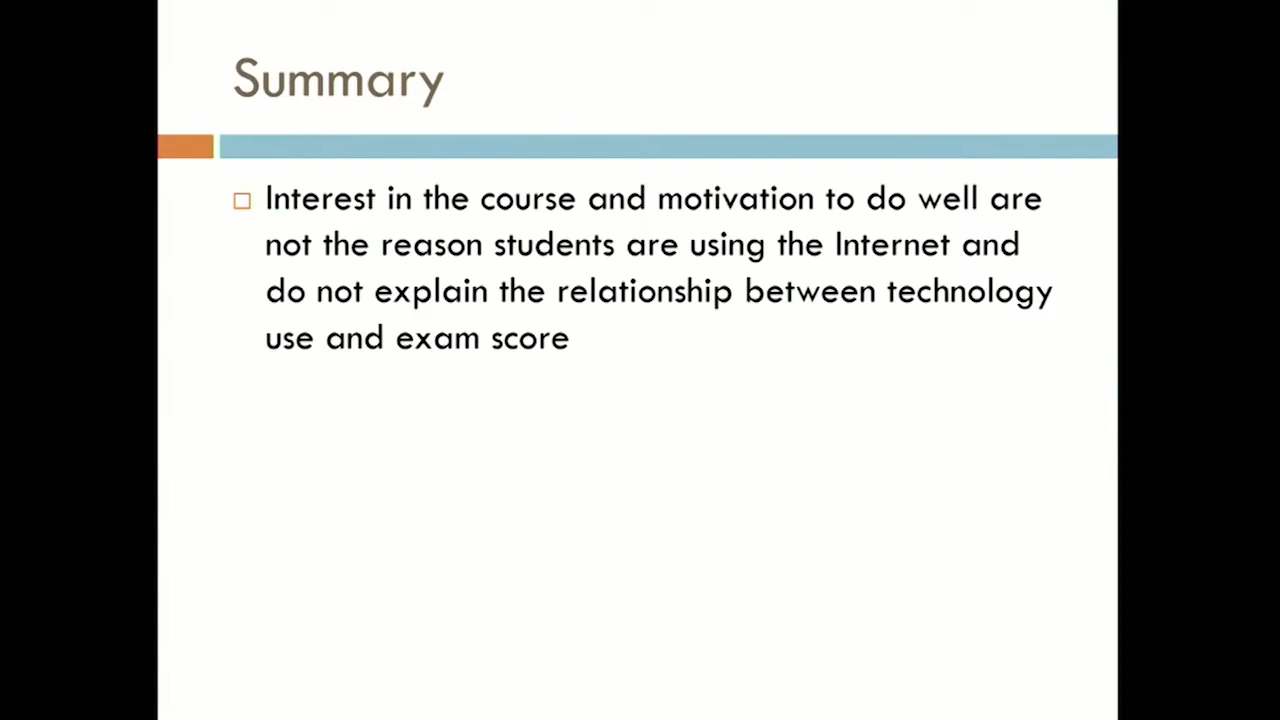 Summary
Interest in the course and motivation to do well are
not the reason students are using the Internet and
do not explain the relationship between technology
use and exam score